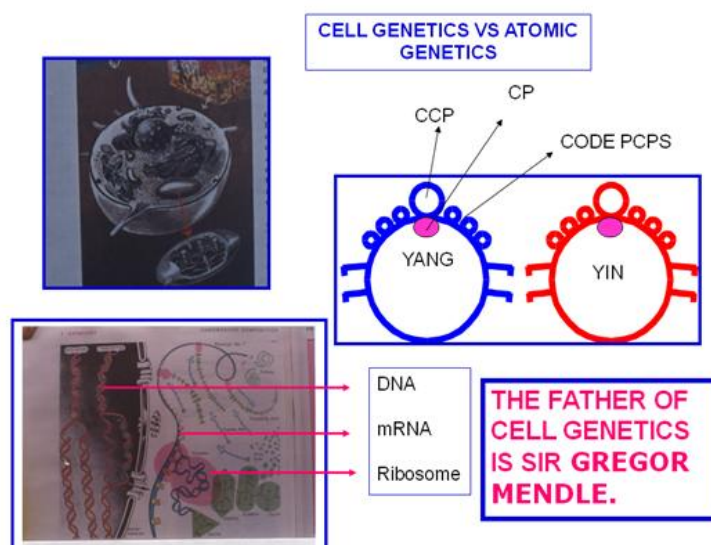 CELL GENETICS VS ATOMIC
GENETICS
CCP
CP
CODE PCPS
YANG
YIN
DNA
mRNA
Ribosome
THE FATHER OF
CELL GENETICS
IS SIR GREGOR
MENDLE.